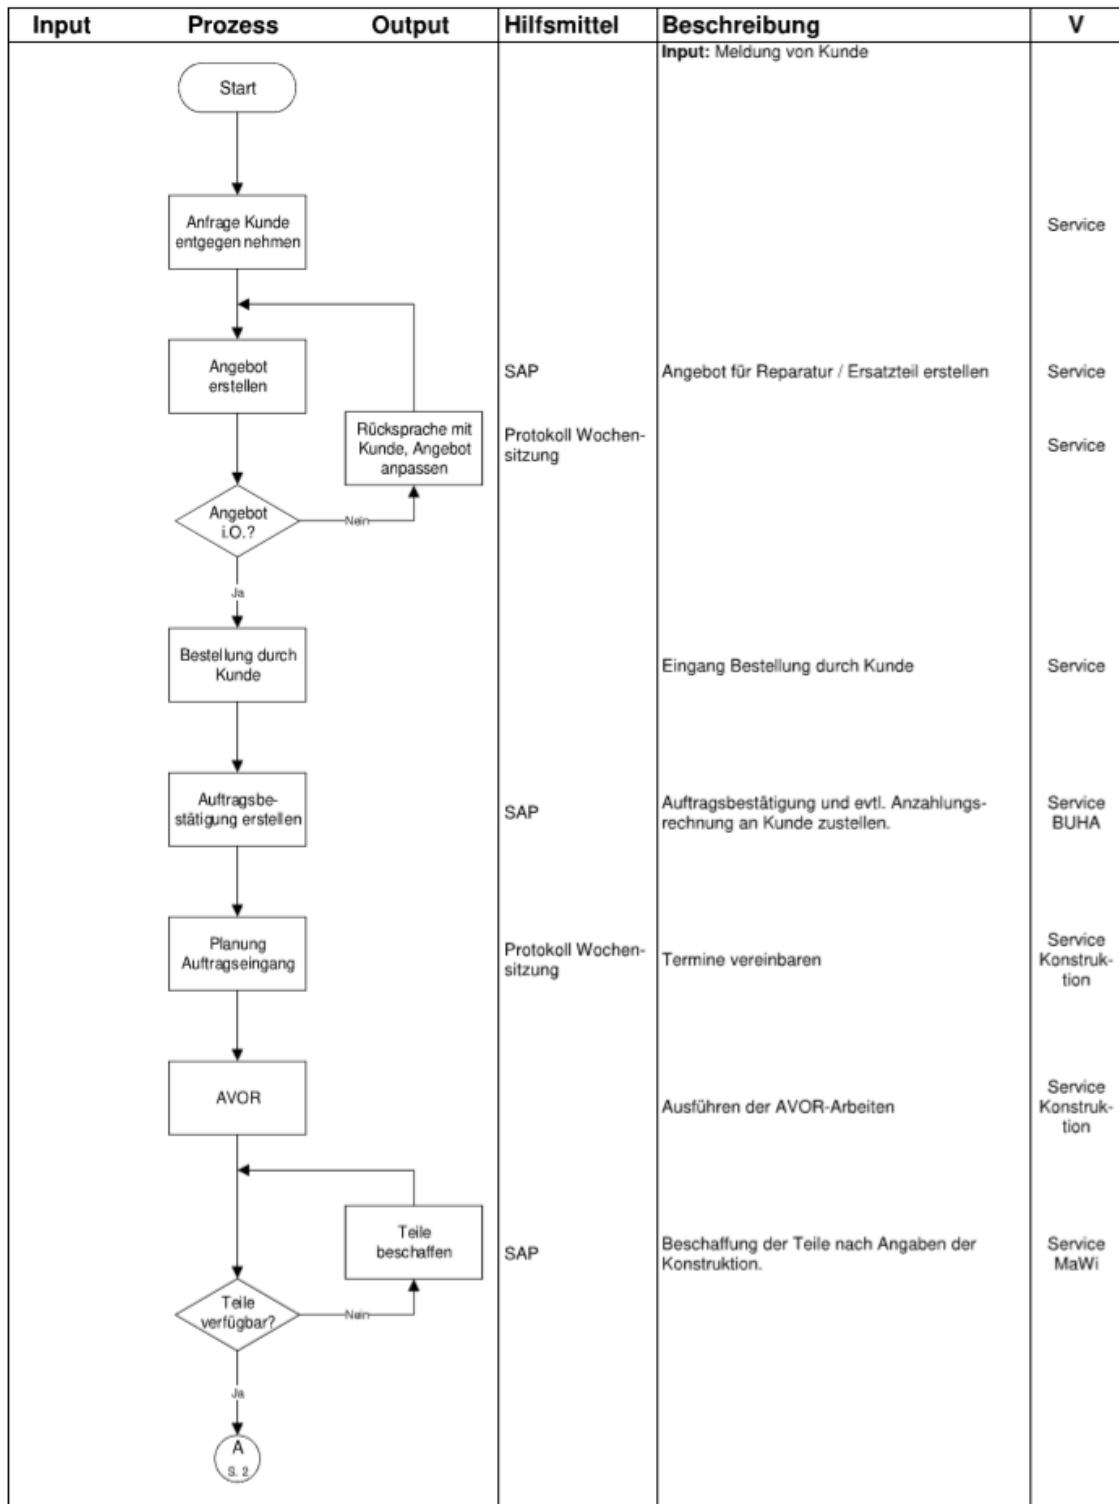 Input Prozess Output Hilfsmittel Beschreibung V
Input: Meldung von Kunde
Start
Anfrage Kunde
entgegen nehmen
Service
Angebot
erstellen
SAP
Angebot für Reparatur / Ersatzteil erstellen
Service
Rücksprache mit
Kunde, Angebot
anpassen
Protokoll Wochen-
sitzung
Service
Angebot
i.O.?
Nein
Ja
Bestellung durch
Kunde
Eingang Bestellung durch Kunde
Service
Auftragsbe-
stätigung erstellen
SAP
Auftragsbestätigung und evtl. Anzahlungs-
rechnung an Kunde zustellen.
Service
BUHA
Planung
Auftragseingang
Protokoll Wochen-
sitzung
Termine vereinbaren
Service
Konstruk-
tion
AVOR
Ausführen der AVOR-Arbeiten
Service
Konstruk-
tion
Teile
beschaffen
SAP
Beschaffung der Teile nach Angaben der
Konstruktion.
Service
MaWi
Teile
verfügbar?
Nein
Ja
A
S. 2